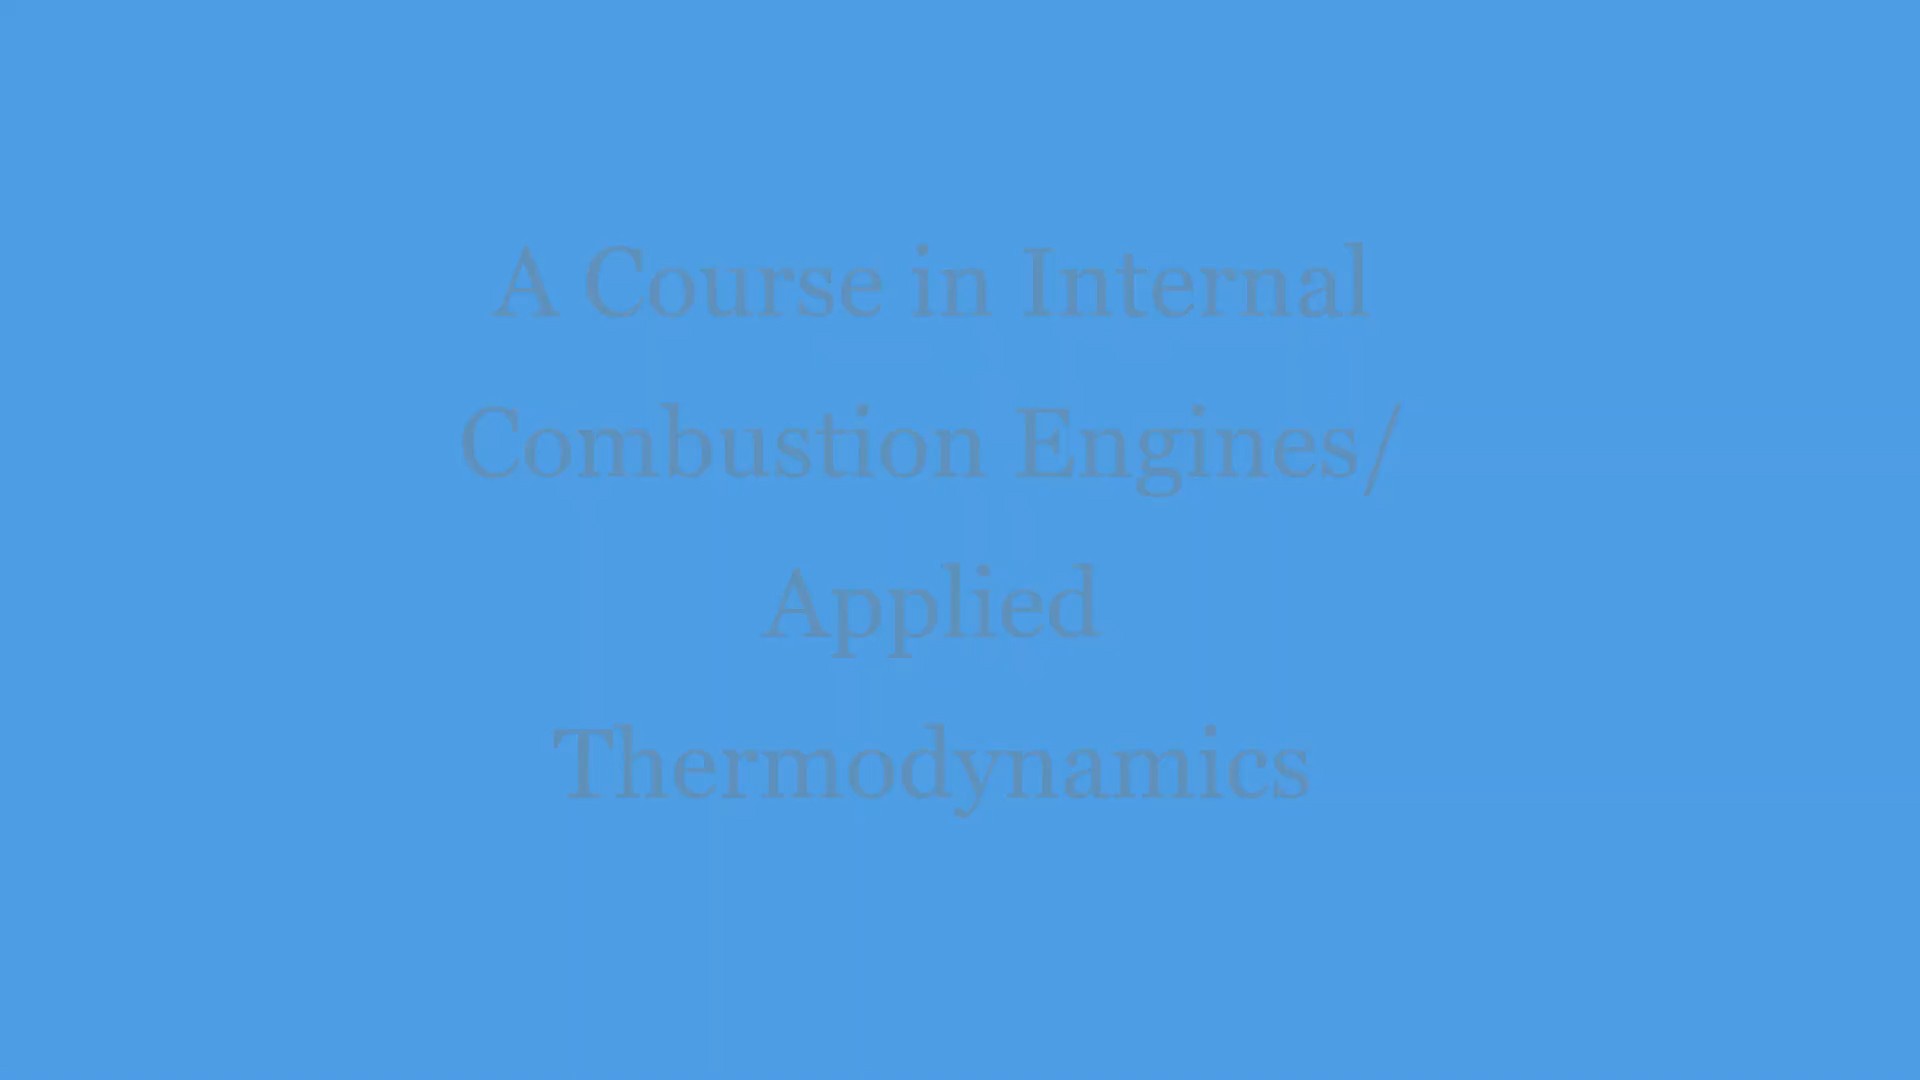 A Course in Internal
Combustion Engines/
Applied
Thermodynamics